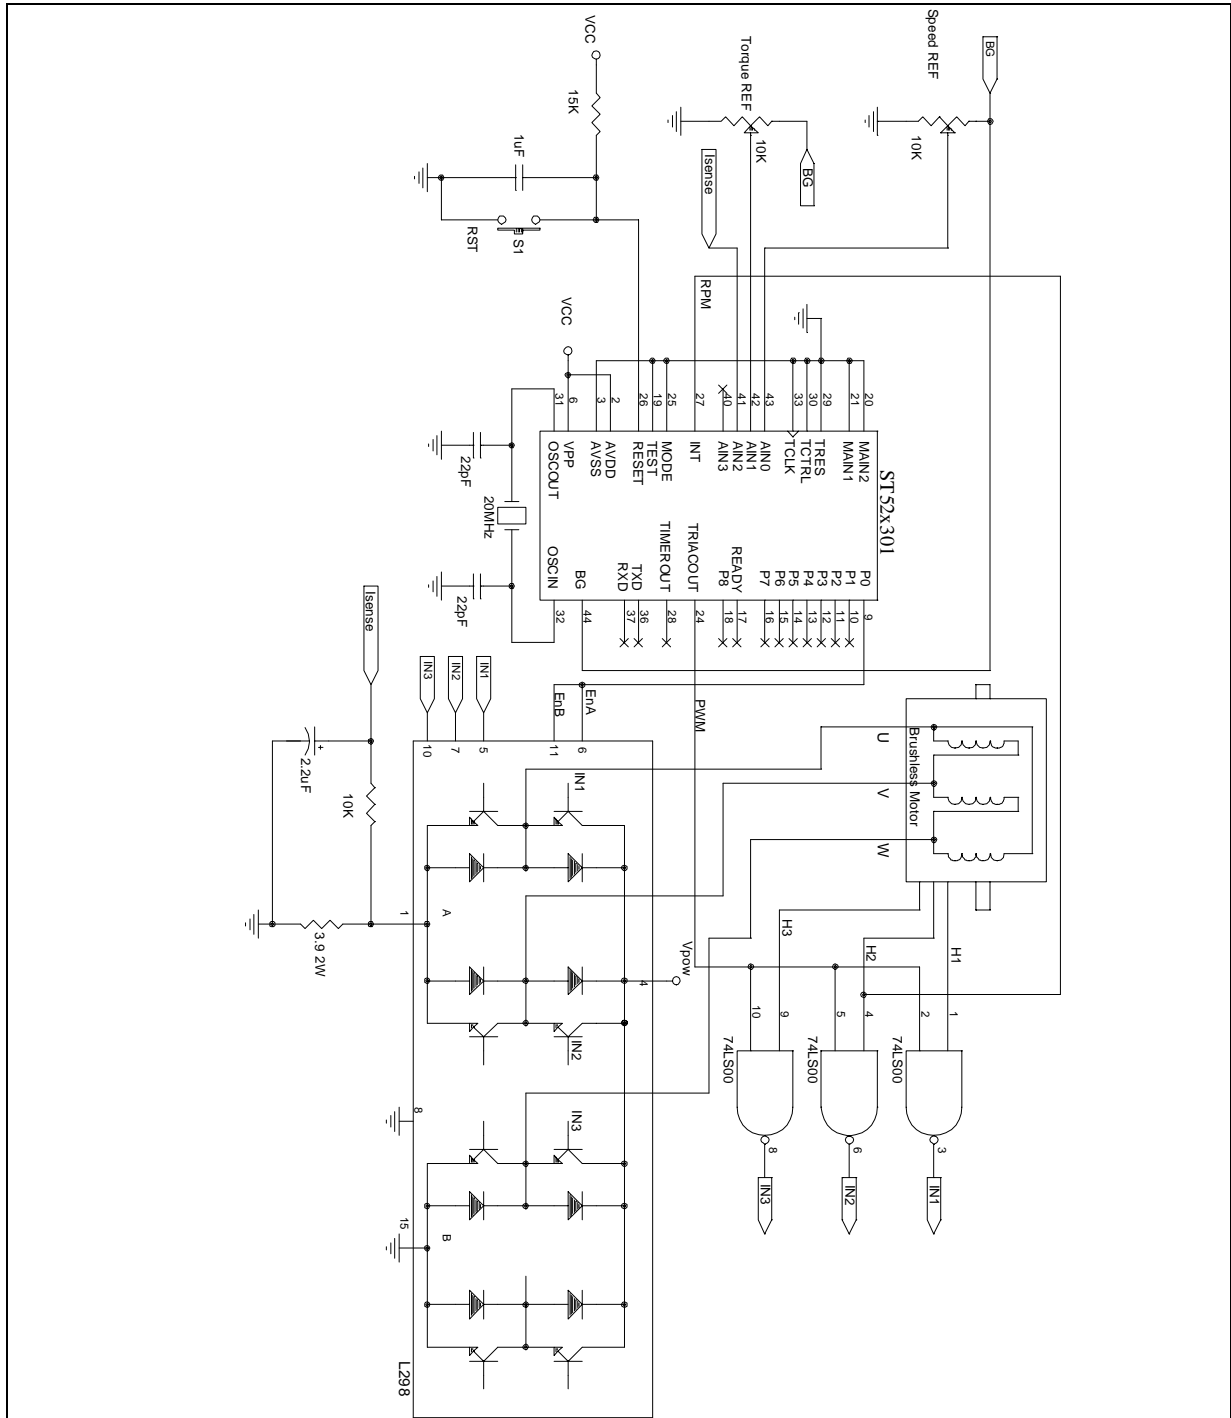 BG
Speed REF
10K
Torque REF
10K
BG
Isense
VCC
15K
1uF
S1
RST
RPM
VCC
ST52x301
20
21
29
30
33
43
42
41
40
27
25
19
26
2
3
6
31
MAIN2
MAIN1
TRES
TCTRL
TCLK
AIN0
AIN1
AIN2
AIN3
INT
MODE
TEST
RESET
AVDD
AVSS
VPP
OSCOUT
P0
P1
P2
P3
P4
P5
P6
P7
READY
P8
TRIACOUT
TIMEROUT
TXD
RXD
BG
OSCIN
9
10
11
12
13
14
15
16
17
18
24
28
36
37
44
32
22pF
20MHz
22pF
PWM
EnA
EnB
Isense
IN1
IN2
IN3
6
11
5
7
10
2.2uF
+
10K
3.9 2W
1
A
IN1
IN2
IN3
Vpow
4
8
15
B
L298
Brushless Motor
U
V
W
H1
H2
H3
1
2
4
5
9
10
74LS00
74LS00
74LS00
3
6
8
IN1
IN2
IN3